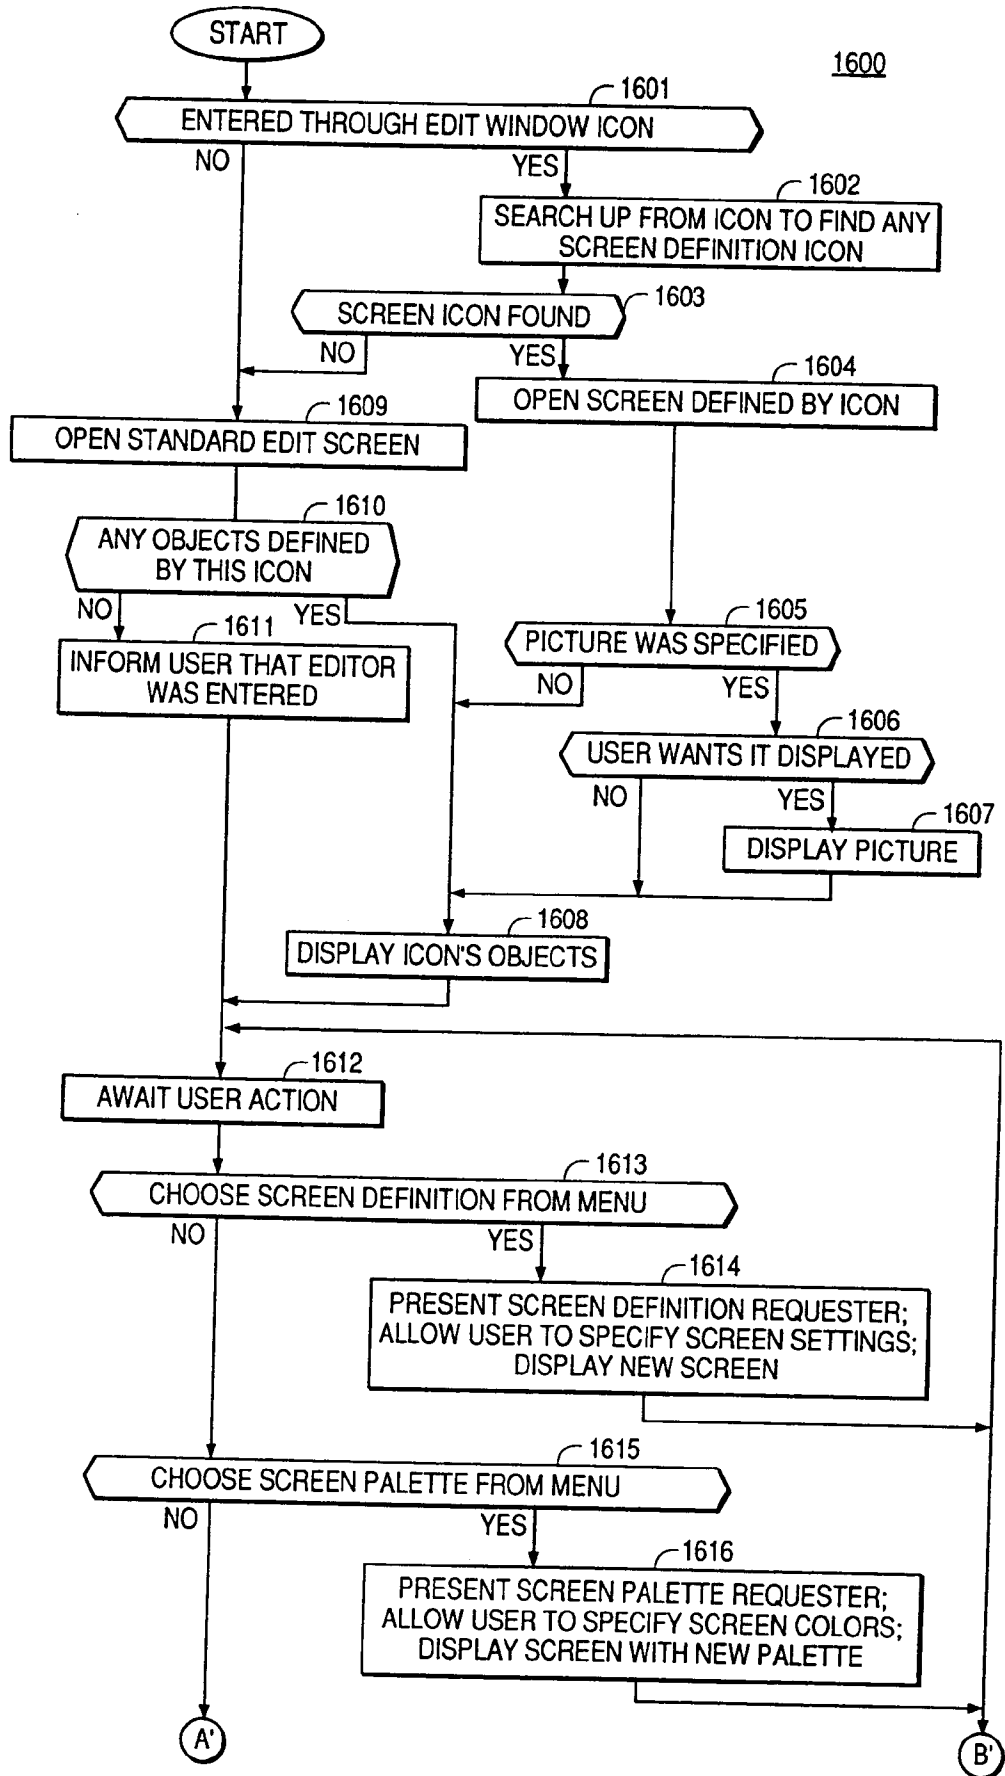 START
1600
1601
ENTERED THROUGH EDIT WINDOW ICON
NO
YES
1602
SEARCH UP FROM ICON TO FIND ANY
SCREEN DEFINITION ICON
1603
SCREEN ICON FOUND
NO
YES
1604
OPEN SCREEN DEFINED BY ICON
1609
OPEN STANDARD EDIT SCREEN
1610
ANY OBJECTS DEFINED
BY THIS ICON
NO
YES
1611
INFORM USER THAT EDITOR
WAS ENTERED
1605
PICTURE WAS SPECIFIED
NO
YES
1606
USER WANTS IT DISPLAYED
NO
YES
1607
DISPLAY PICTURE
1608
DISPLAY ICON'S OBJECTS
1612
AWAIT USER ACTION
1613
CHOOSE SCREEN DEFINITION FROM MENU
NO
YES
1614
PRESENT SCREEN DEFINITION REQUESTER;
ALLOW USER TO SPECIFY SCREEN SETTINGS;
DISPLAY NEW SCREEN
1615
CHOOSE SCREEN PALETTE FROM MENU
NO
YES
1616
PRESENT SCREEN PALETTE REQUESTER;
ALLOW USER TO SPECIFY SCREEN COLORS;
DISPLAY SCREEN WITH NEW PALETTE
A'
B'